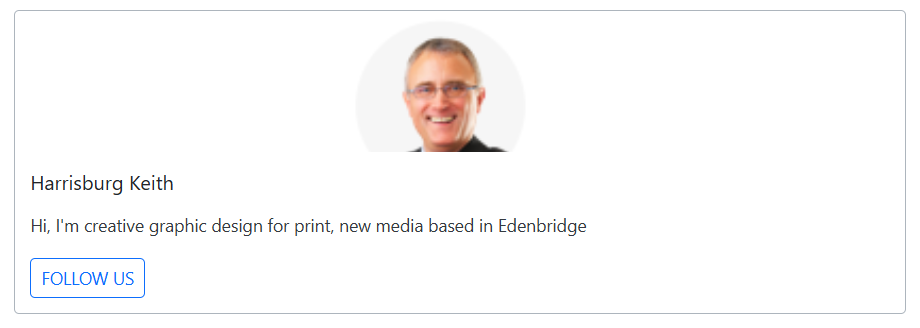 Harrisburg Keith
Hi, I'm creative graphic design for print, new media based in Edenbridge
FOLLOW US